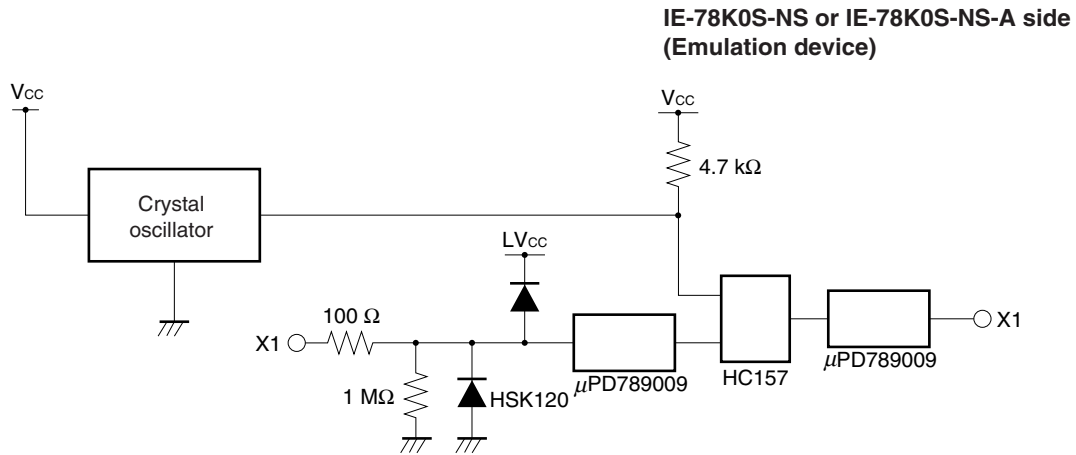 IE-78K0S-NS or IE-78K0S-NS-A side
(Emulation device)
VCC
VCC
4.7 kΩ
Crystal
oscillator
LVCC
100 Ω
X1
X1
1 MΩ
HSK120
μPD789009
HC157
μPD789009